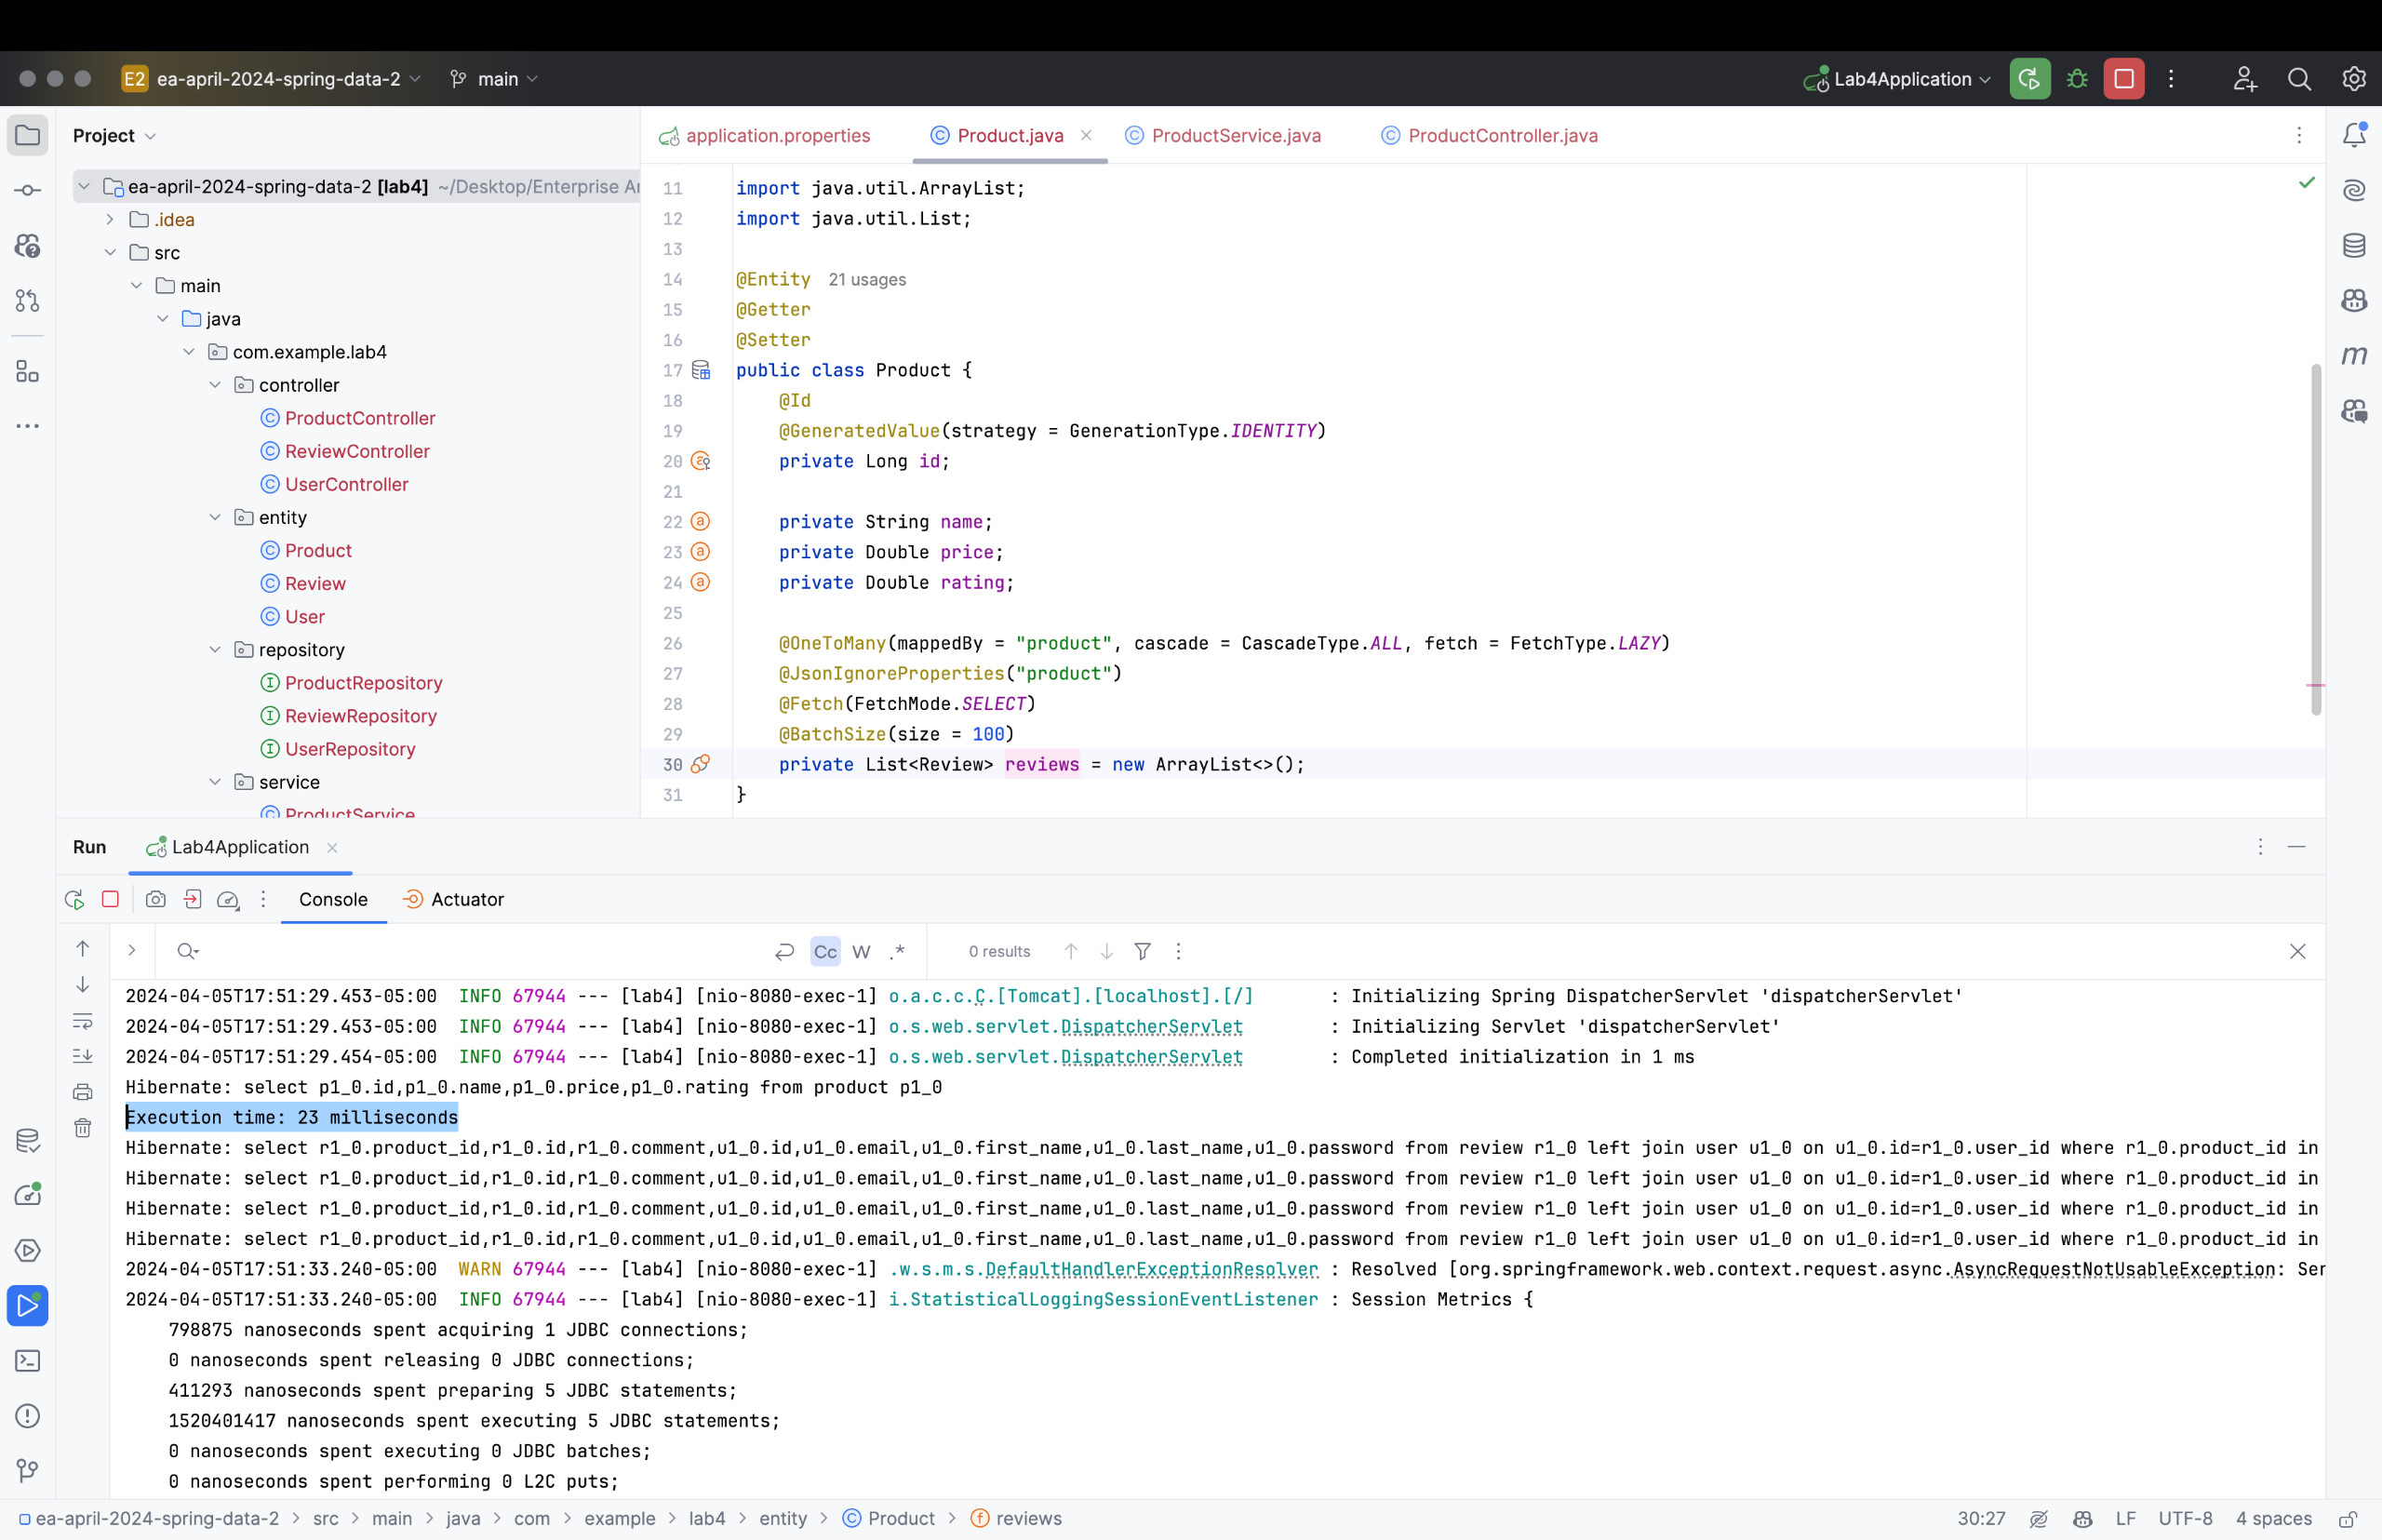 E2 ea-april-2024-spring-data-2 main Lab4Application
Project
application.properties Product.java ProductService.java ProductController.java
ea-april-2024-spring-data-2 [lab4] ~/Desktop/Enterprise
.idea
src
main
java
com.example.lab4
controller
ProductController
ReviewController
UserController
entity
Product
Review
User
repository
ProductRepository
ReviewRepository
UserRepository
service
ProductService
11 import java.util.ArrayList;
12 import java.util.List;
13
14 @Entity 21 usages
15 @Getter
16 @Setter
17 public class Product {
18 @Id
19 @GeneratedValue(strategy = GenerationType.IDENTITY)
20 private Long id;
21
22 private String name;
23 private Double price;
24 private Double rating;
25
26 @OneToMany(mappedBy = "product", cascade = CascadeType.ALL, fetch = FetchType.LAZY)
27 @JsonIgnoreProperties("product")
28 @Fetch(FetchMode.SELECT)
29 @BatchSize(size = 100)
30 private List<Review> reviews = new ArrayList<>();
31 }
Run Lab4Application
Console Actuator
Cc W .* 0 results
2024-04-05T17:51:29.453-05:00 INFO 67944 --- [lab4] [nio-8080-exec-1] o.a.c.c.C.[Tomcat].[localhost].[/] : Initializing Spring DispatcherServlet 'dispatcherServlet'
2024-04-05T17:51:29.453-05:00 INFO 67944 --- [lab4] [nio-8080-exec-1] o.s.web.servlet.DispatcherServlet : Initializing Servlet 'dispatcherServlet'
2024-04-05T17:51:29.454-05:00 INFO 67944 --- [lab4] [nio-8080-exec-1] o.s.web.servlet.DispatcherServlet : Completed initialization in 1 ms
Hibernate: select p1_0.id,p1_0.name,p1_0.price,p1_0.rating from product p1_0
Execution time: 23 milliseconds
Hibernate: select r1_0.product_id,r1_0.id,r1_0.comment,u1_0.id,u1_0.email,u1_0.first_name,u1_0.last_name,u1_0.password from review r1_0 left join user u1_0 on u1_0.id=r1_0.user_id where r1_0.product_id in
Hibernate: select r1_0.product_id,r1_0.id,r1_0.comment,u1_0.id,u1_0.email,u1_0.first_name,u1_0.last_name,u1_0.password from review r1_0 left join user u1_0 on u1_0.id=r1_0.user_id where r1_0.product_id in
Hibernate: select r1_0.product_id,r1_0.id,r1_0.comment,u1_0.id,u1_0.email,u1_0.first_name,u1_0.last_name,u1_0.password from review r1_0 left join user u1_0 on u1_0.id=r1_0.user_id where r1_0.product_id in
Hibernate: select r1_0.product_id,r1_0.id,r1_0.comment,u1_0.id,u1_0.email,u1_0.first_name,u1_0.last_name,u1_0.password from review r1_0 left join user u1_0 on u1_0.id=r1_0.user_id where r1_0.product_id in
2024-04-05T17:51:33.240-05:00 WARN 67944 --- [lab4] [nio-8080-exec-1] .w.s.m.s.DefaultHandlerExceptionResolver : Resolved [org.springframework.web.context.request.async.AsyncRequestNotUsableException: Ser
2024-04-05T17:51:33.240-05:00 INFO 67944 --- [lab4] [nio-8080-exec-1] i.StatisticalLoggingSessionEventListener : Session Metrics {
798875 nanoseconds spent acquiring 1 JDBC connections;
0 nanoseconds spent releasing 0 JDBC connections;
411293 nanoseconds spent preparing 5 JDBC statements;
1520401417 nanoseconds spent executing 5 JDBC statements;
0 nanoseconds spent executing 0 JDBC batches;
0 nanoseconds spent performing 0 L2C puts;
ea-april-2024-spring-data-2 > src > main > java > com > example > lab4 > entity > Product > reviews 30:27 LF UTF-8 4 spaces